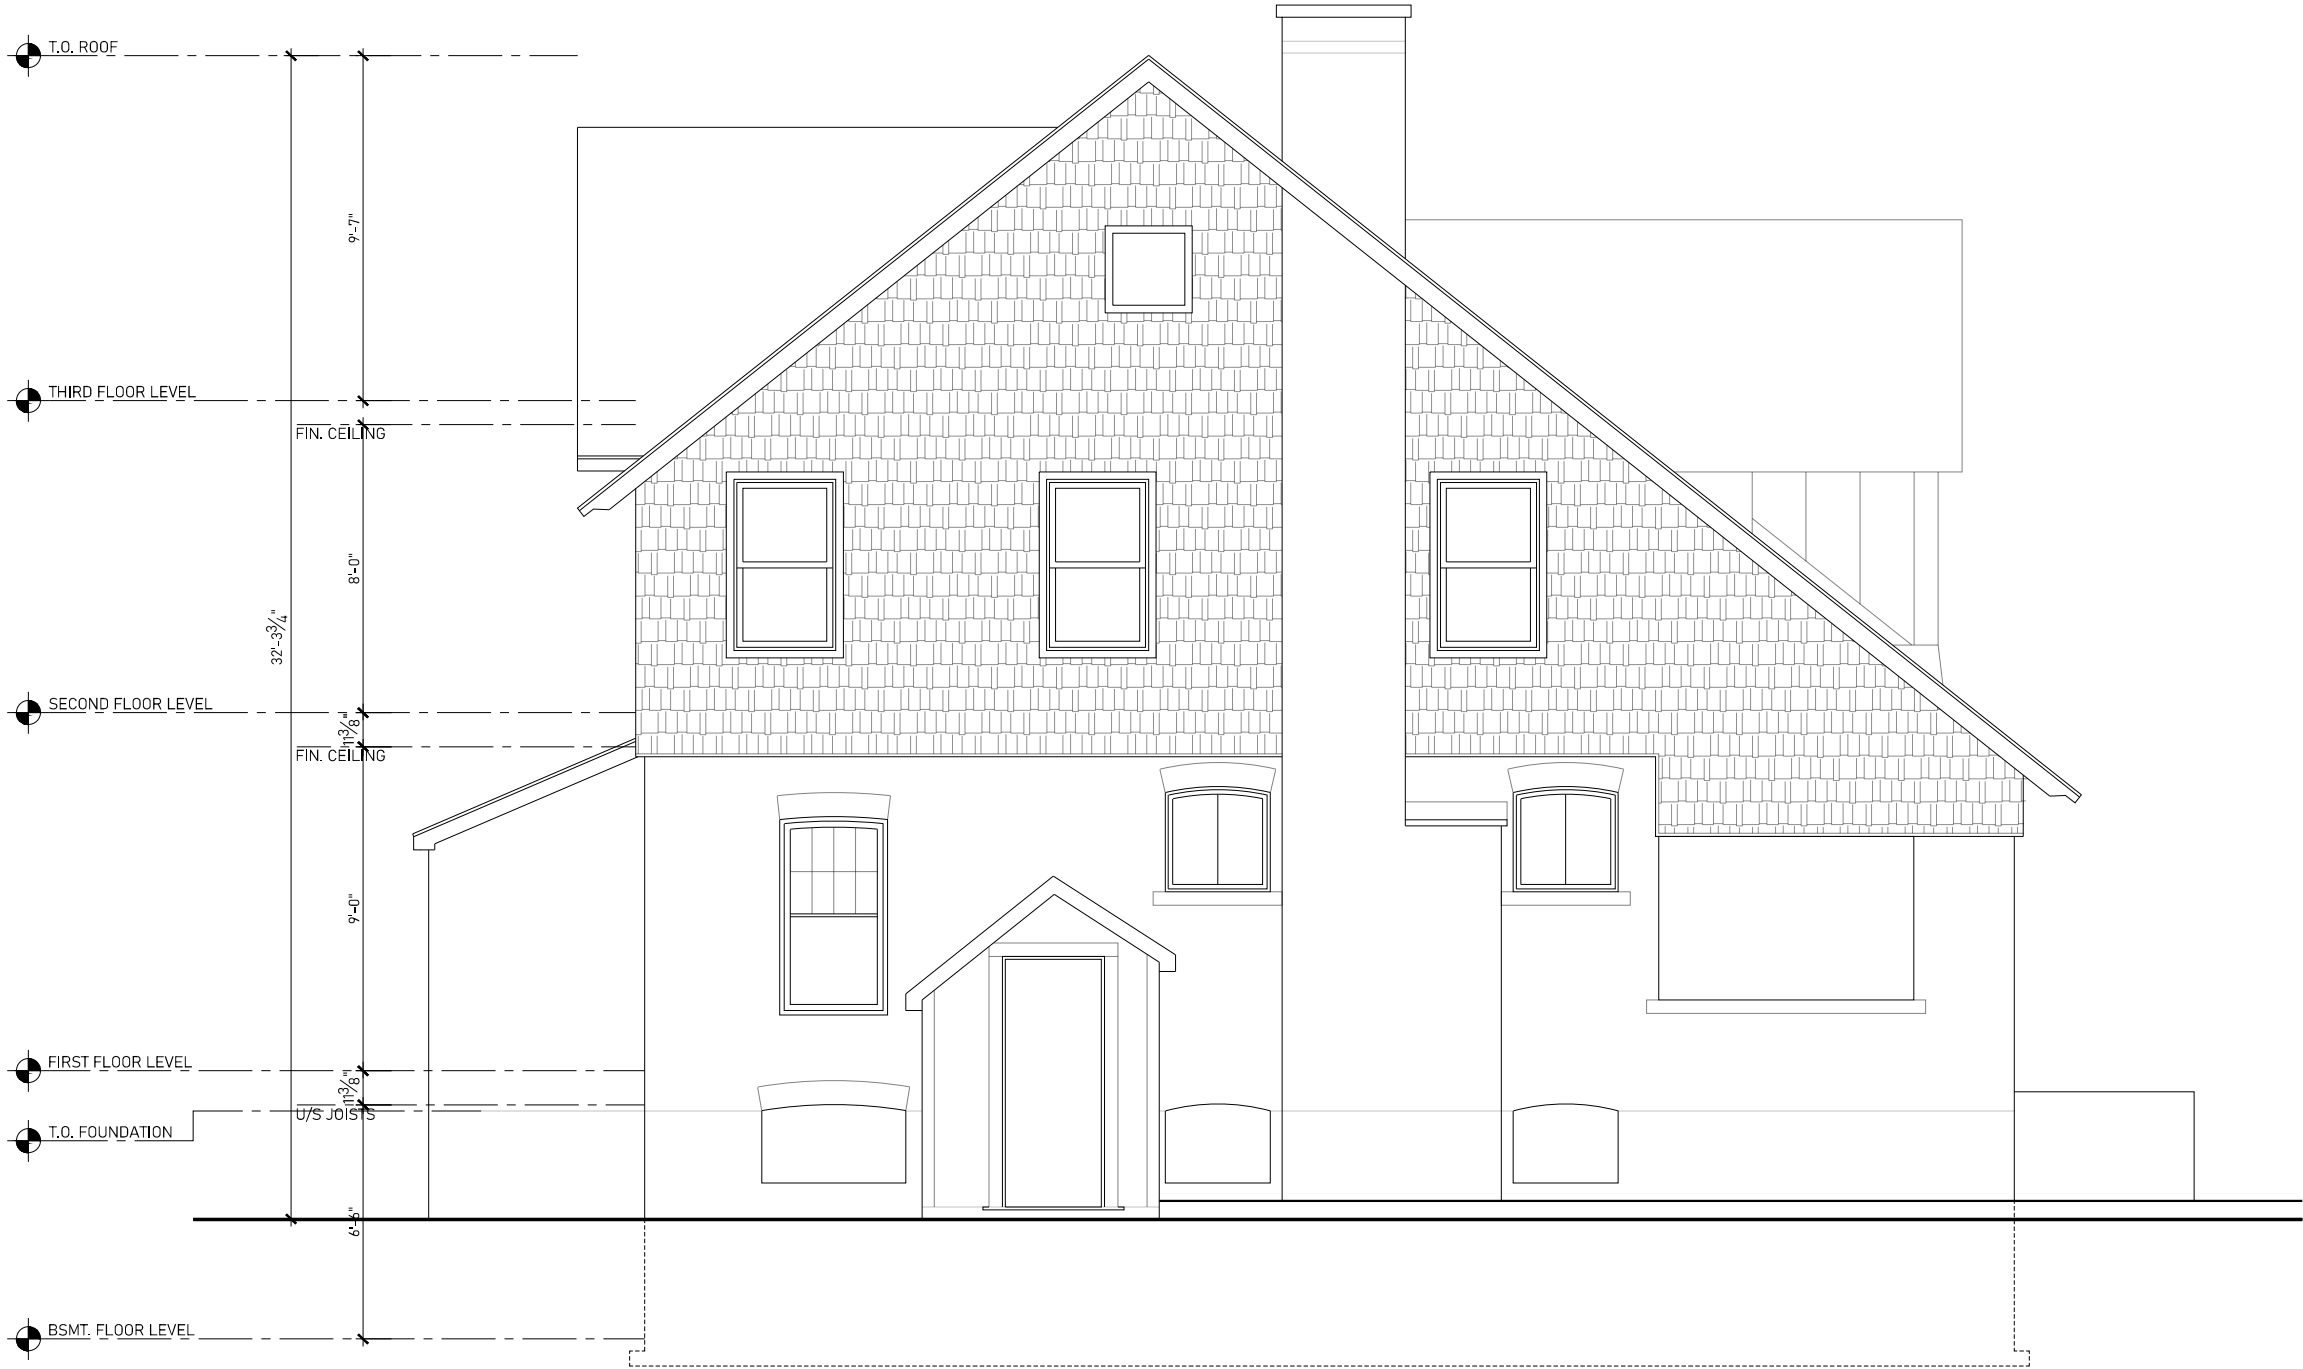 T.O. ROOF
9'-7"
THIRD FLOOR LEVEL
FIN. CEILING
8'-0"
32'-3 3/4"
SECOND FLOOR LEVEL
11 3/8"
FIN. CEILING
9'-0"
FIRST FLOOR LEVEL
11 3/8"
U/S JOISTS
T.O. FOUNDATION
6'-6"
BSMT. FLOOR LEVEL